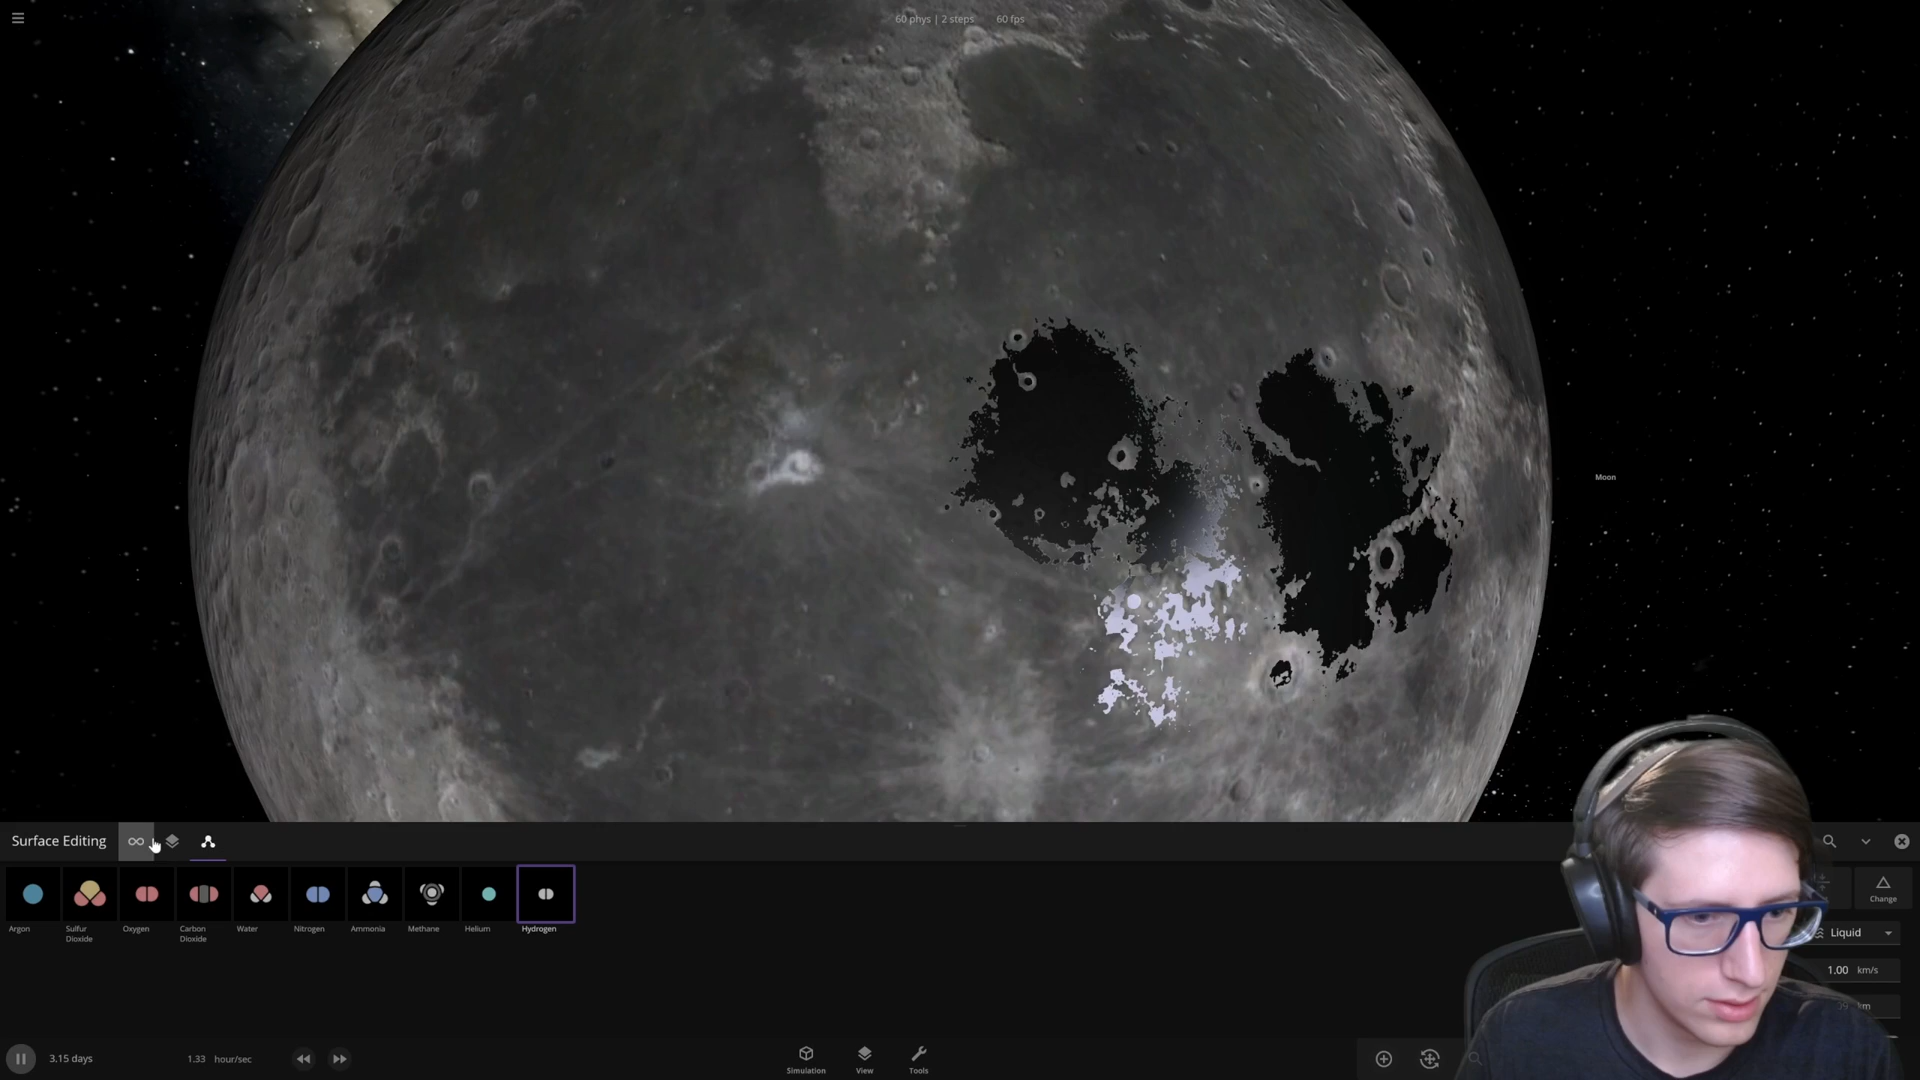 60 phys | 2 steps 60 fps
Moon
Surface Editing
Argon
Sulfur
Dioxide
Oxygen
Carbon
Dioxide
Water
Nitrogen
Ammonia
Methane
Helium
Hydrogen
Change
Liquid
1.00 km/s
km
3.15 days
1.33 hour/sec
Simulation
View
Tools